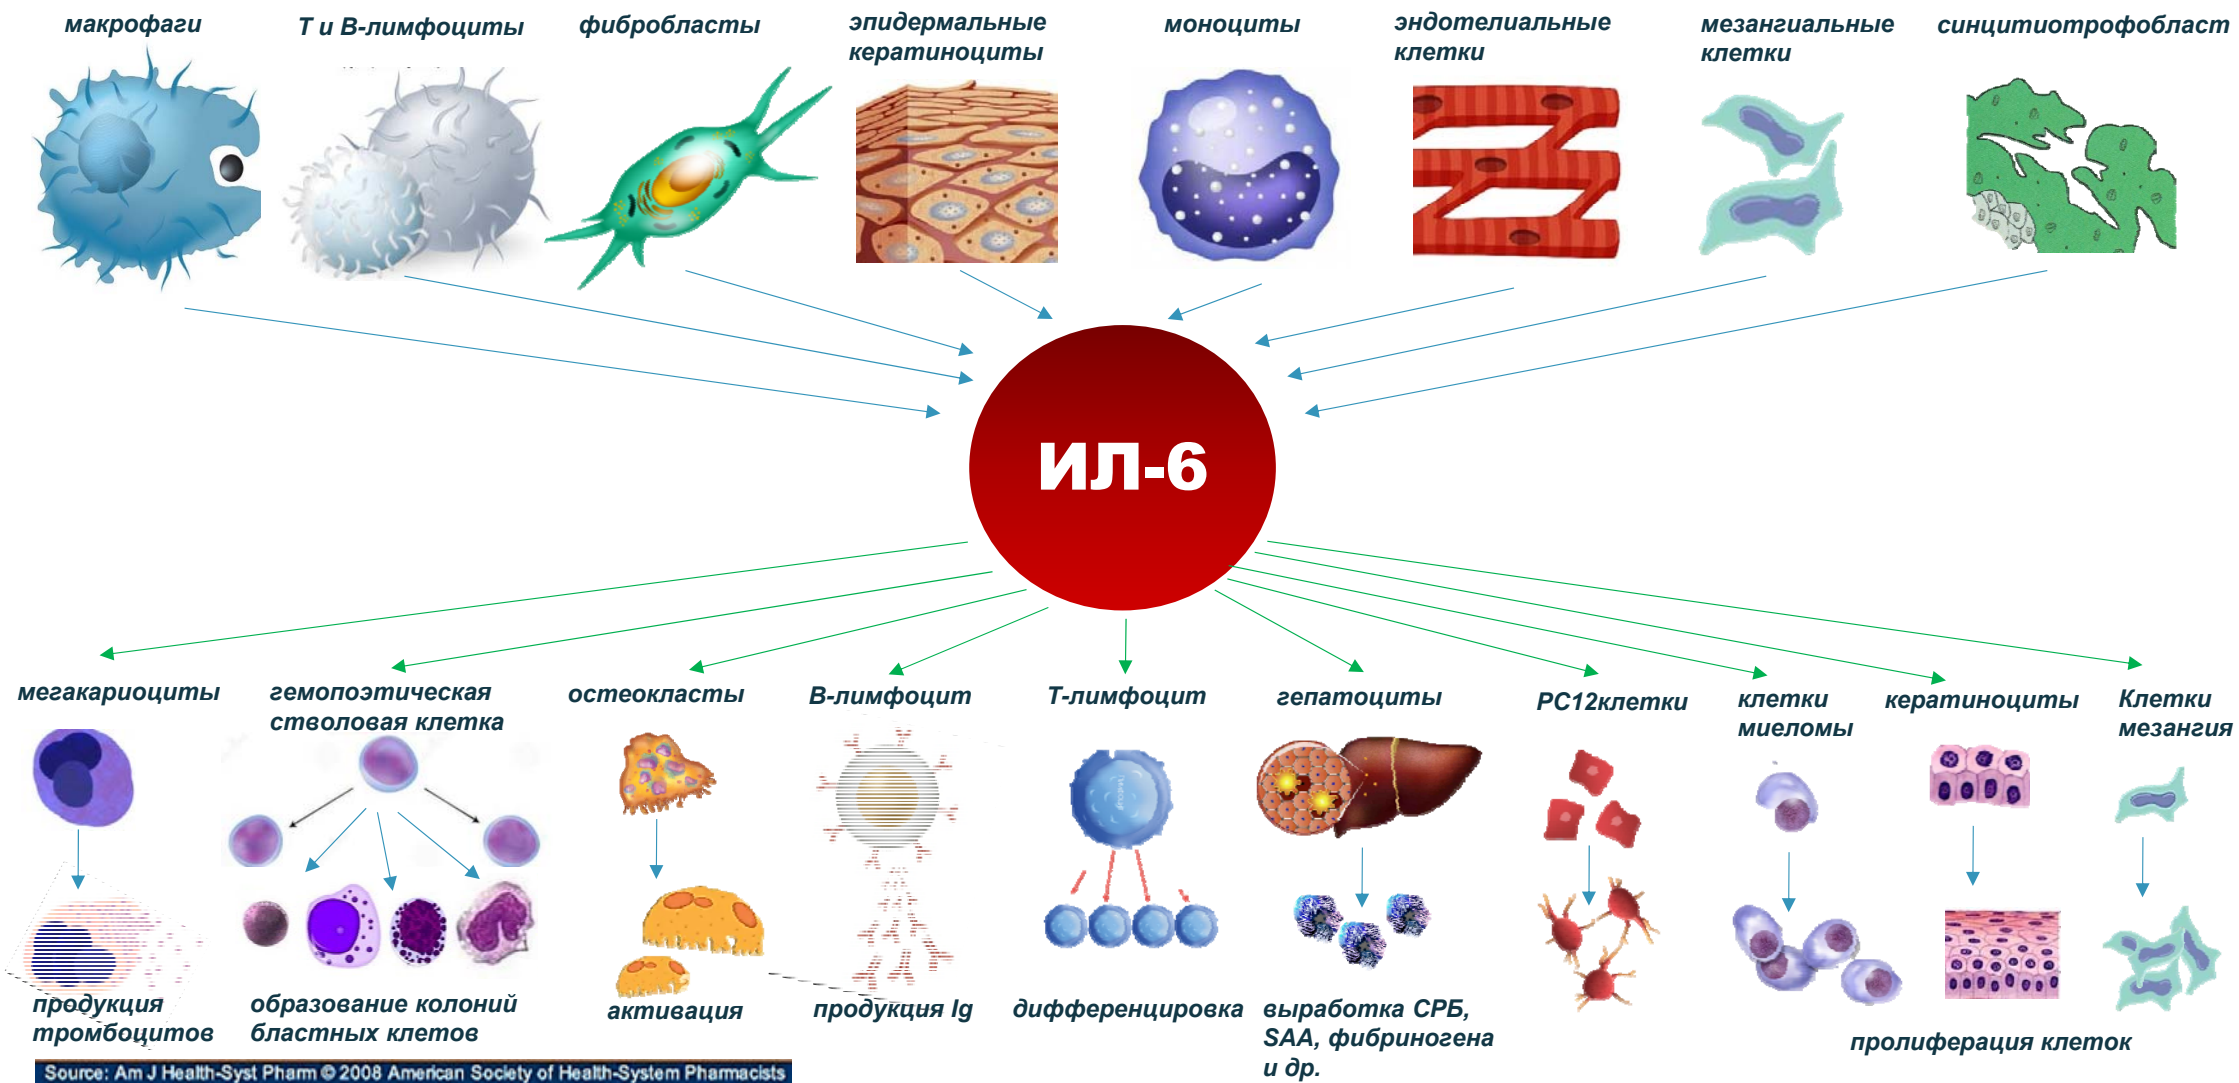 макрофаги
Т и В-лимфоциты
фибробласты
эпидермальные
кератиноциты
моноциты
эндотелиальные
клетки
мезангиальные
клетки
синцитиотрофобласт
ИЛ-6
мегакариоциты
гемопоэтическая
стволовая клетка
остеокласты
В-лимфоцит
Т-лимфоцит
гепатоциты
РС12клетки
клетки
миеломы
кератиноциты
Клетки
мезангия
продукция
тромбоцитов
образование колоний
бластных клетов
активация
продукция Ig
дифференцировка
выработка СРБ,
SAA, фибриногена
и др.
пролиферация клеток
Source: Am J Health-Syst Pharm © 2008 American Society of Health-System Pharmacists